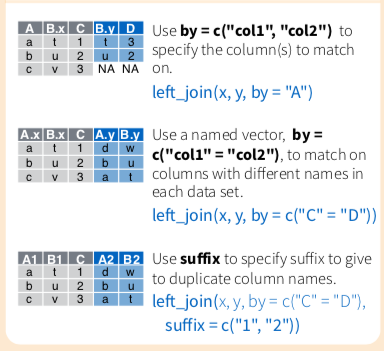 A B.x C B.y D
a t 1 t 3
b u 2 u 2
c v 3 NA NA
Use by = c("col1", "col2") to
specify the column(s) to match
on.
left_join(x, y, by = "A")
A.x B.x C A.y B.y
a t 1 d w
b u 2 b u
c v 3 a t
Use a named vector, by =
c("col1" = "col2"), to match on
columns with different names in
each data set.
left_join(x, y, by = c("C" = "D"))
A1 B1 C A2 B2
a t 1 d w
b u 2 b u
c v 3 a t
Use suffix to specify suffix to give
to duplicate column names.
left_join(x, y, by = c("C" = "D"),
suffix = c("1", "2"))